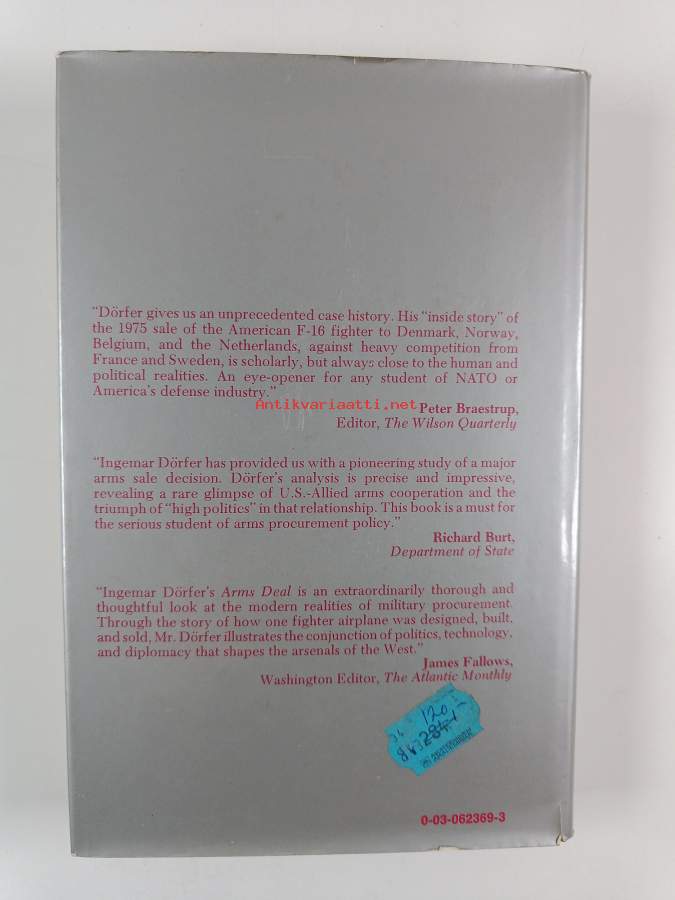 "Dörfer gives us an unprecedented case history. His "inside story" of
the 1975 sale of the American F-16 fighter to Denmark, Norway,
Belgium, and the Netherlands, against heavy competition from
France and Sweden, is scholarly, but always close to the human and
political realities. An eye-opener for any student of NATO or
America's defense industry."
Antikvariaatti.net
Peter Braestrup,
Editor, The Wilson Quarterly
"Ingemar Dörfer has provided us with a pioneering study of a major
arms sale decision. Dörfer's analysis is precise and impressive,
revealing a rare glimpse of U.S.-Allied arms cooperation and the
triumph of "high politics" in that relationship. This book is a must for
the serious student of arms procurement policy."
Richard Burt,
Department of State
"Ingemar Dörfer's Arms Deal is an extraordinarily thorough and
thoughtful look at the modern realities of military procurement.
Through the story of how one fighter airplane was designed, built,
and sold, Mr. Dörfer illustrates the conjunction of politics, technology,
and diplomacy that shapes the arsenals of the West."
James Fallows,
Washington Editor, The Atlantic Monthly
120
0-03-062369-3